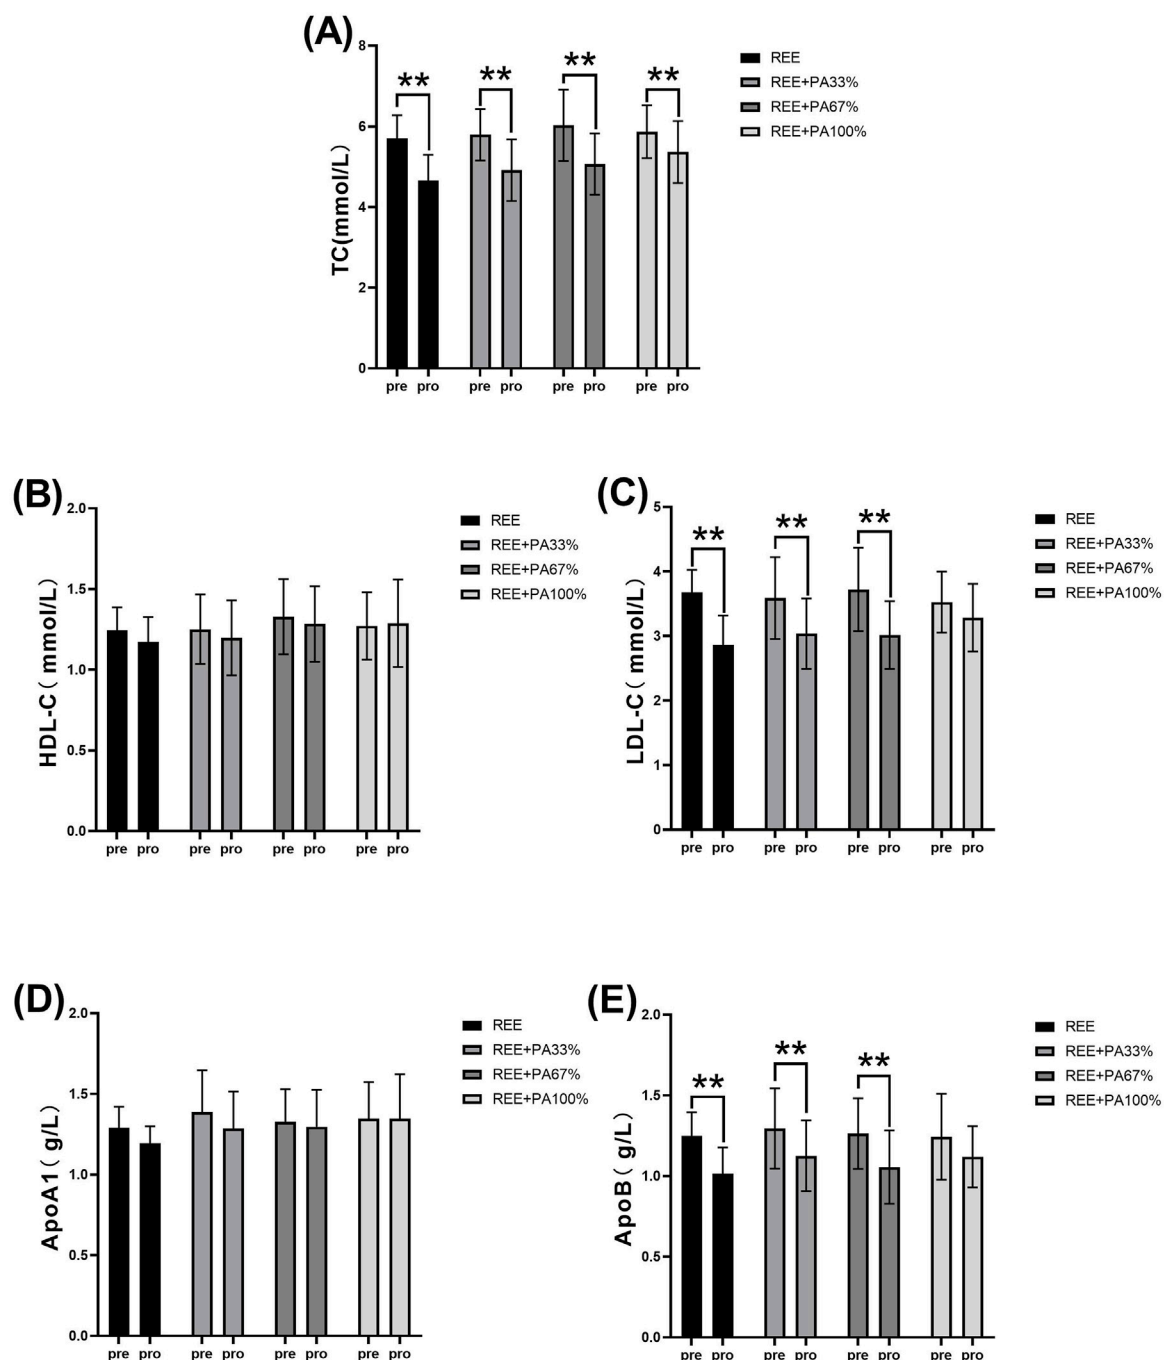 (A)
8
6
4
2
0
TC(mmol/L)
**
**
**
**
pre pro pre pro pre pro pre pro
REE
REE+PA33%
REE+PA67%
REE+PA100%
(B)
2.0
1.5
1.0
0.5
0.0
HDL-C( mmol/L)
pre pro pre pro pre pro pre pro
REE
REE+PA33%
REE+PA67%
REE+PA100%
(C)
5
4
3
2
1
0
LDL-C( mmol/L)
**
**
**
pre pro pre pro pre pro pre pro
REE
REE+PA33%
REE+PA67%
REE+PA100%
(D)
2.0
1.5
1.0
0.5
0.0
ApoA1( g/L)
pre pro pre pro pre pro pre pro
REE
REE+PA33%
REE+PA67%
REE+PA100%
(E)
2.0
1.5
1.0
0.5
0.0
ApoB( g/L)
**
**
**
pre pro pre pro pre pro pre pro
REE
REE+PA33%
REE+PA67%
REE+PA100%